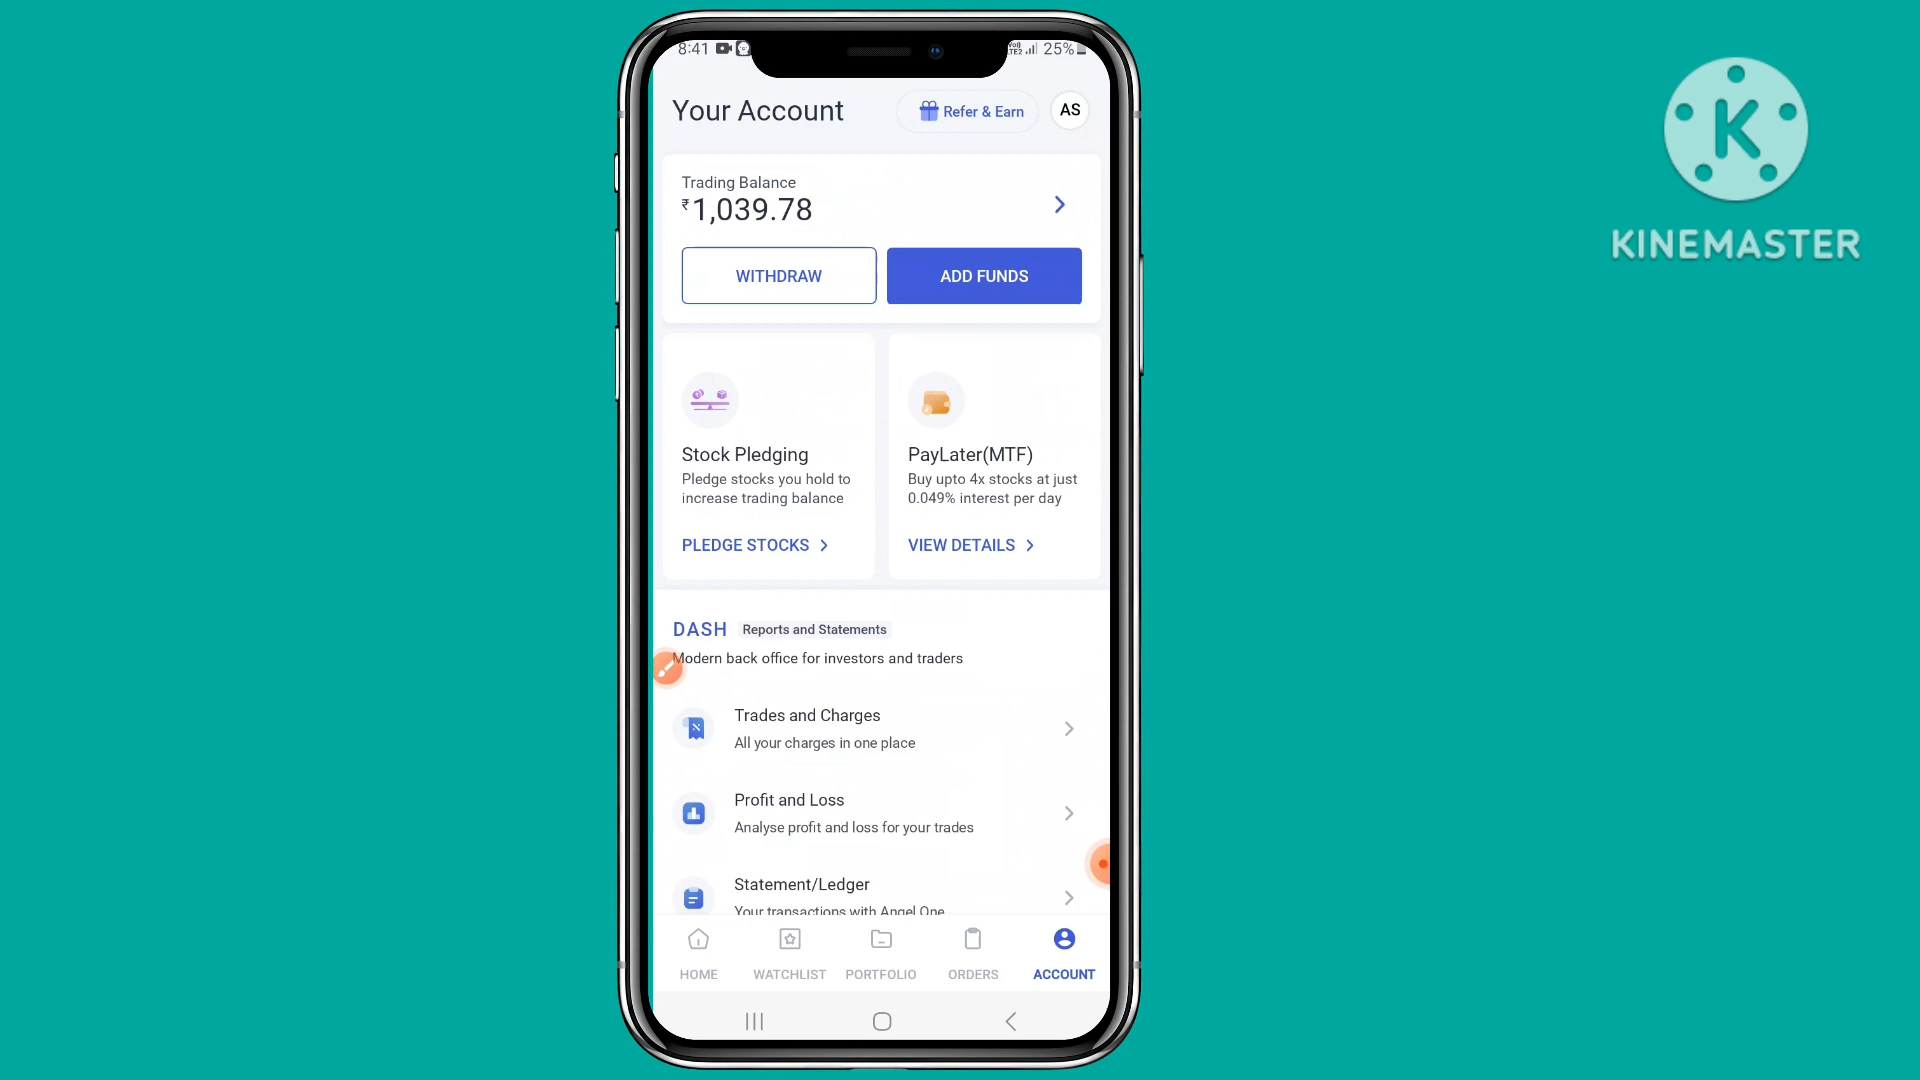 8:41
25%
Your Account
Refer & Earn
AS
Trading Balance
₹1,039.78
WITHDRAW
ADD FUNDS
Stock Pledging
Pledge stocks you hold to
increase trading balance
PLEDGE STOCKS
PayLater(MTF)
Buy upto 4x stocks at just
0.049% interest per day
VIEW DETAILS
DASH Reports and Statements
Modern back office for investors and traders
Trades and Charges
All your charges in one place
Profit and Loss
Analyse profit and loss for your trades
Statement/Ledger
Your transactions with Angel One
HOME
WATCHLIST
PORTFOLIO
ORDERS
ACCOUNT
K
KINEMASTER